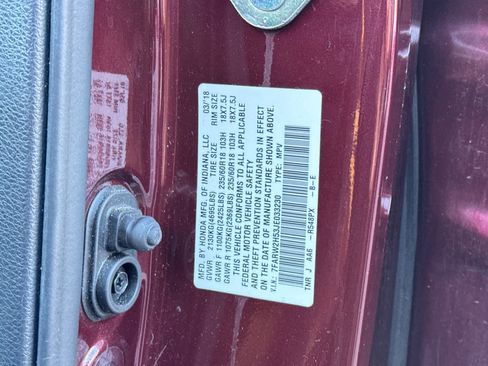 MFD. BY HONDA MFG. OF INDIANA, LLC 03/18
GVWR 2130KG(4695LBS) TIRE SIZE RIM SIZE
GAWR F 1100KG(2425LBS) 235/60R18 103H 18X7.5J
GAWR R 1075KG(2369LBS) 235/60R18 103H 18X7.5J
THIS VEHICLE CONFORMS TO ALL APPLICABLE
FEDERAL MOTOR VEHICLE SAFETY
AND THEFT PREVENTION STANDARDS IN EFFECT
ON THE DATE OF MANUFACTURE SHOWN ABOVE.
V.I.N.: 7FARW2H53JE033230 TYPE: MPV
TNR J AA6 -R548PX -B-E